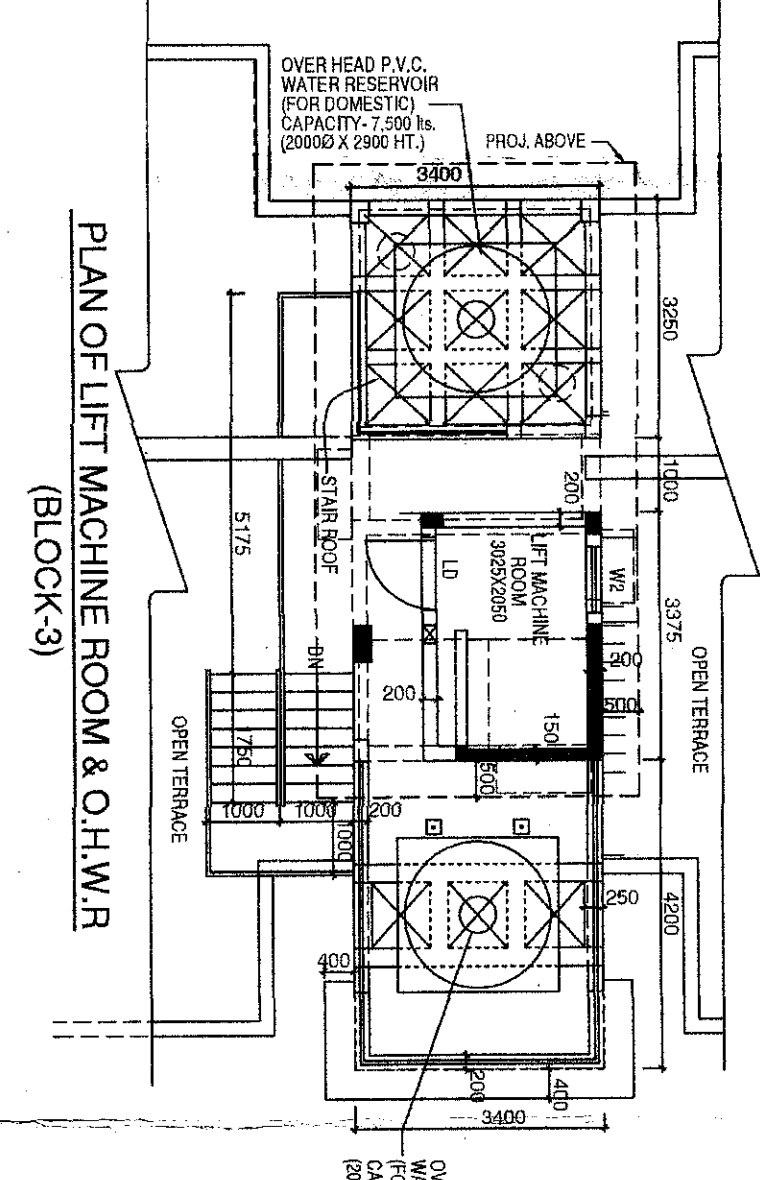 OVER HEAD P.V.C.
WATER RESERVOIR
(FOR DOMESTIC)
CAPACITY- 7,500 lts.
(2000Ø X 2900 HT.)
PROJ. ABOVE
3400
3250
1000
3375
4200
STAIR ROOF
200
LIFT MACHINE
ROOM
3025X2050
LD
W2
OPEN TERRACE
200
500
200
150
500
5175
DN
1750
1000
1000
200
1000
OPEN TERRACE
250
400
200
400
3400
PLAN OF LIFT MACHINE ROOM & O.H.W.R
(BLOCK-3)